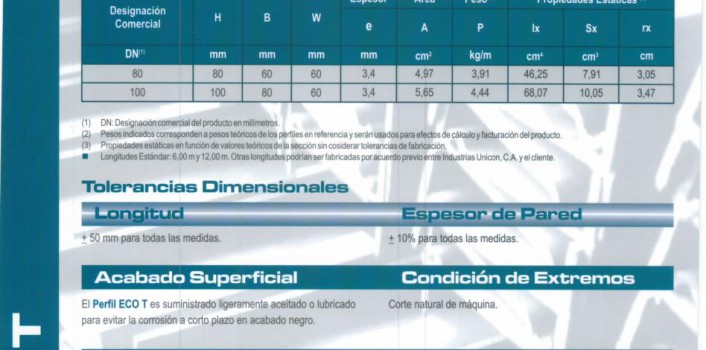 Designación Comercial H B W Espesor Área Peso Propiedades Estáticas
e A P Ix Sx rx
DN(1) mm mm mm mm cm² kg/m cm⁴ cm³ cm
80 80 60 60 3,4 4,97 3,91 46,25 7,91 3,05
100 100 80 60 3,4 5,65 4,44 68,07 10,05 3,47
(1) DN: Designación comercial del producto en milímetros.
(2) Pesos indicados corresponden a pesos teóricos de los perfiles en referencia y serán usados para efectos de cálculo y facturación del producto.
(3) Propiedades estáticas en función de valores teóricos de la sección sin cosiderar tolerancias de fabricación.
■ Longitudes Estándar: 6,00 m y 12,00 m. Otras longitudes podrían ser fabricadas por acuerdo previo entre Industrias Unicon, C.A. y el cliente.
Tolerancias Dimensionales
Longitud Espesor de Pared
± 50 mm para todas las medidas. ± 10% para todas las medidas.
Acabado Superficial Condición de Extremos
El Perfil ECO T es suministrado ligeramente aceitado o lubricado Corte natural de máquina.
para evitar la corrosión a corto plazo en acabado negro.
T